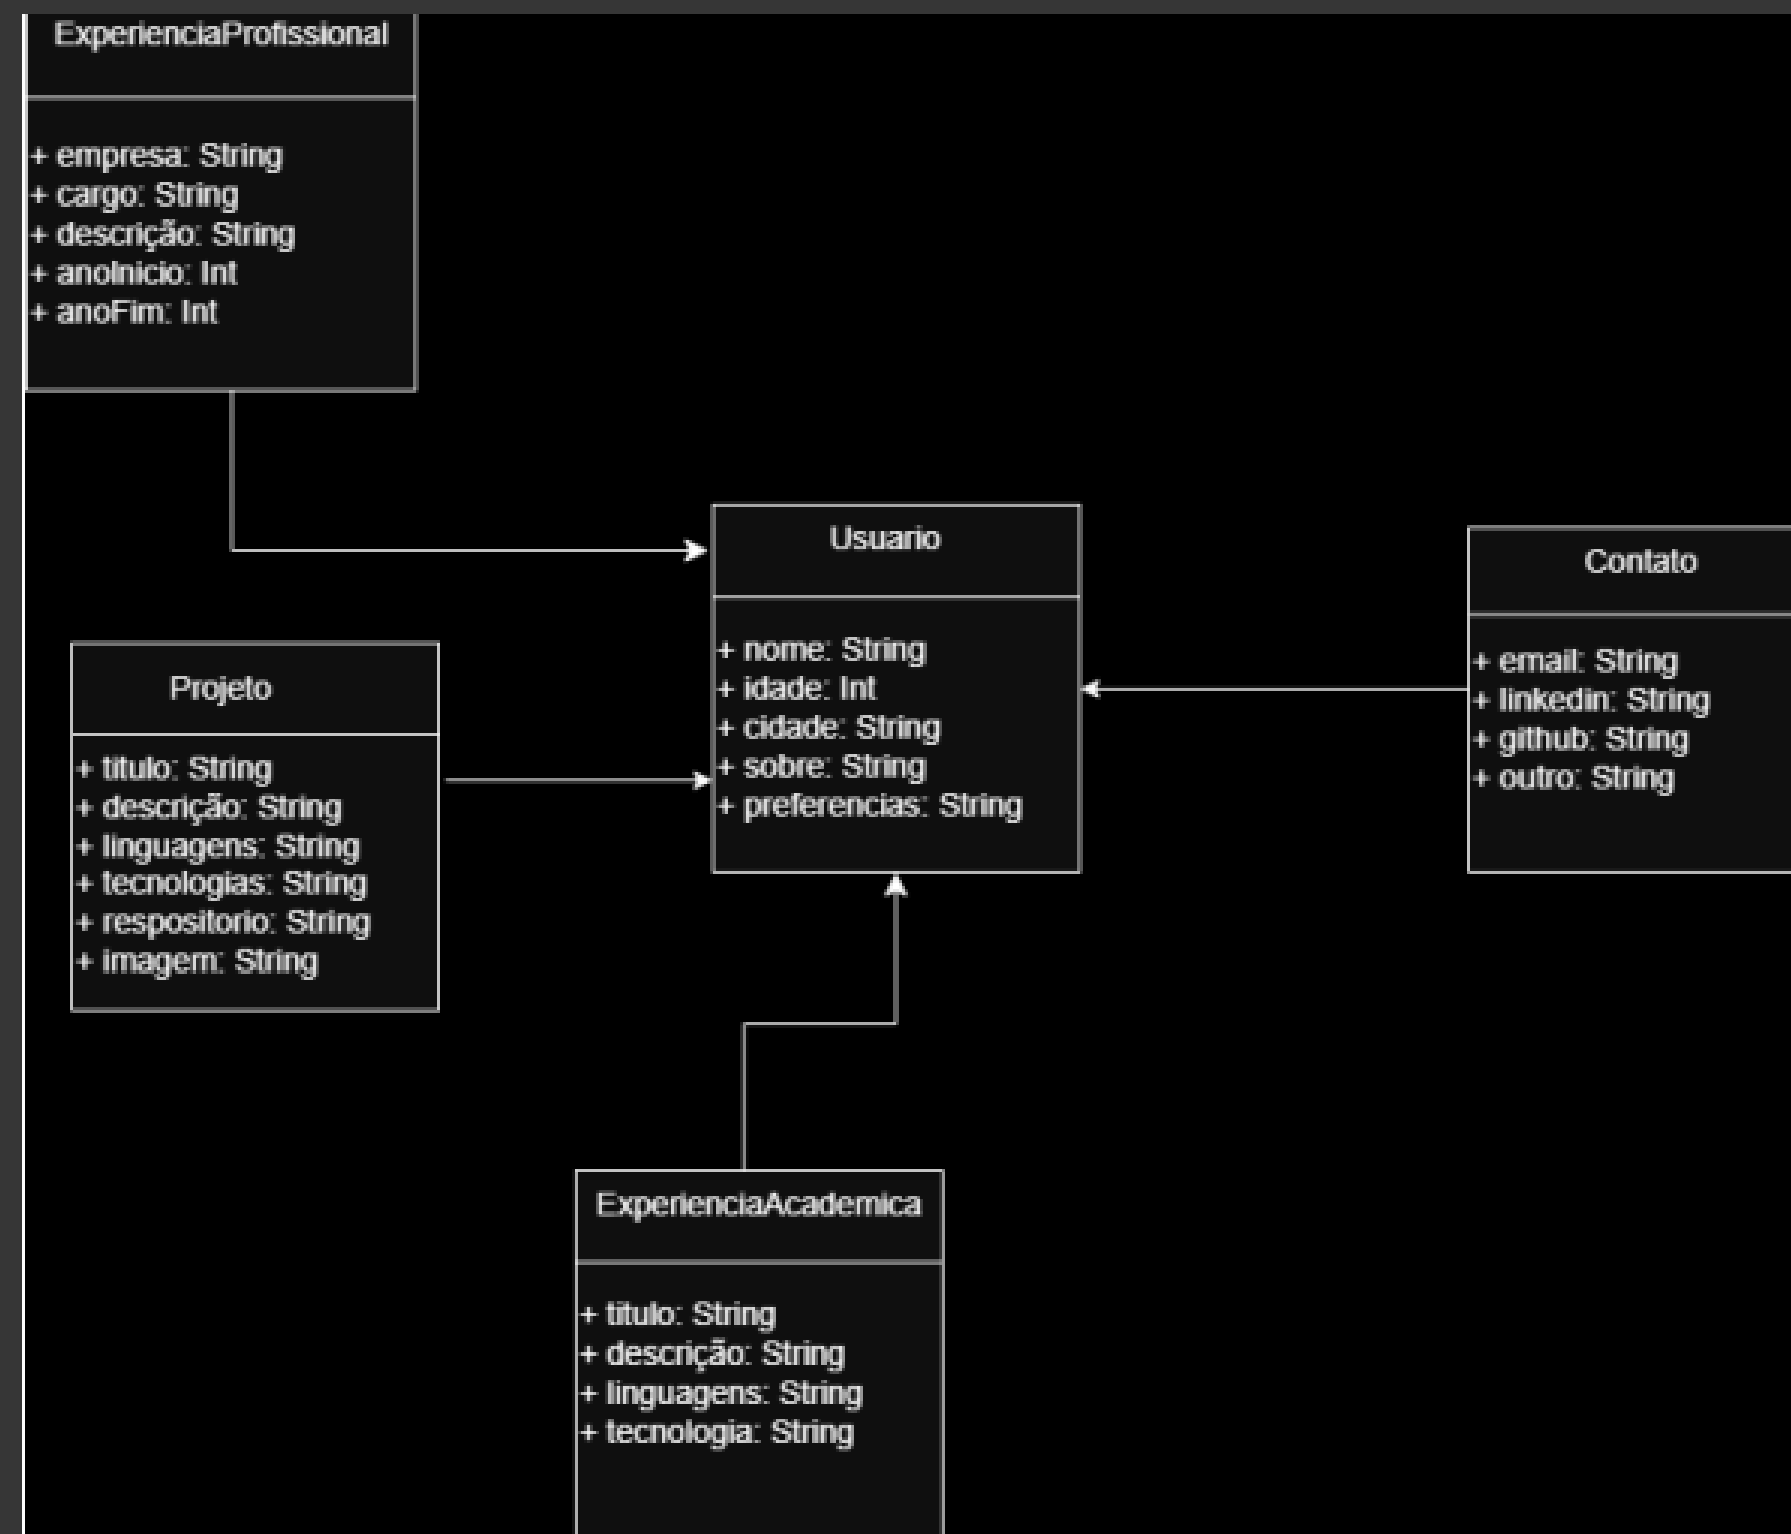 ExperienciaProfissional
+ empresa: String
+ cargo: String
+ descrição: String
+ anoInicio: Int
+ anoFim: Int
Usuario
+ nome: String
+ idade: Int
+ cidade: String
+ sobre: String
+ preferencias: String
Contato
+ email: String
+ linkedin: String
+ github: String
+ outro: String
Projeto
+ titulo: String
+ descrição: String
+ linguagens: String
+ tecnologias: String
+ respositorio: String
+ imagem: String
ExperienciaAcademica
+ titulo: String
+ descrição: String
+ linguagens: String
+ tecnologia: String